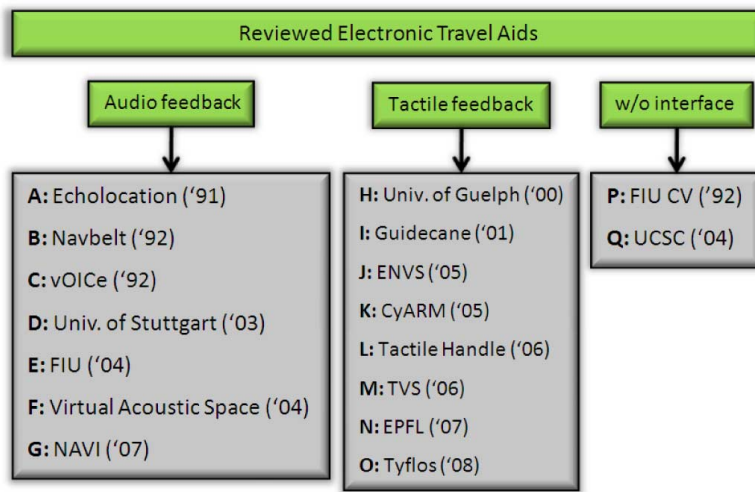 Reviewed Electronic Travel Aids
Audio feedback
A: Echolocation (‘91)
B: Navbelt (‘92)
C: vOICe (‘92)
D: Univ. of Stuttgart (‘03)
E: FIU (‘04)
F: Virtual Acoustic Space (‘04)
G: NAVI (‘07)
Tactile feedback
H: Univ. of Guelph (‘00)
I: Guidecane (‘01)
J: ENVS (‘05)
K: CyARM (‘05)
L: Tactile Handle (‘06)
M: TVS (‘06)
N: EPFL (‘07)
O: Tyflos (‘08)
w/o interface
P: FIU CV (’92)
Q: UCSC (‘04)